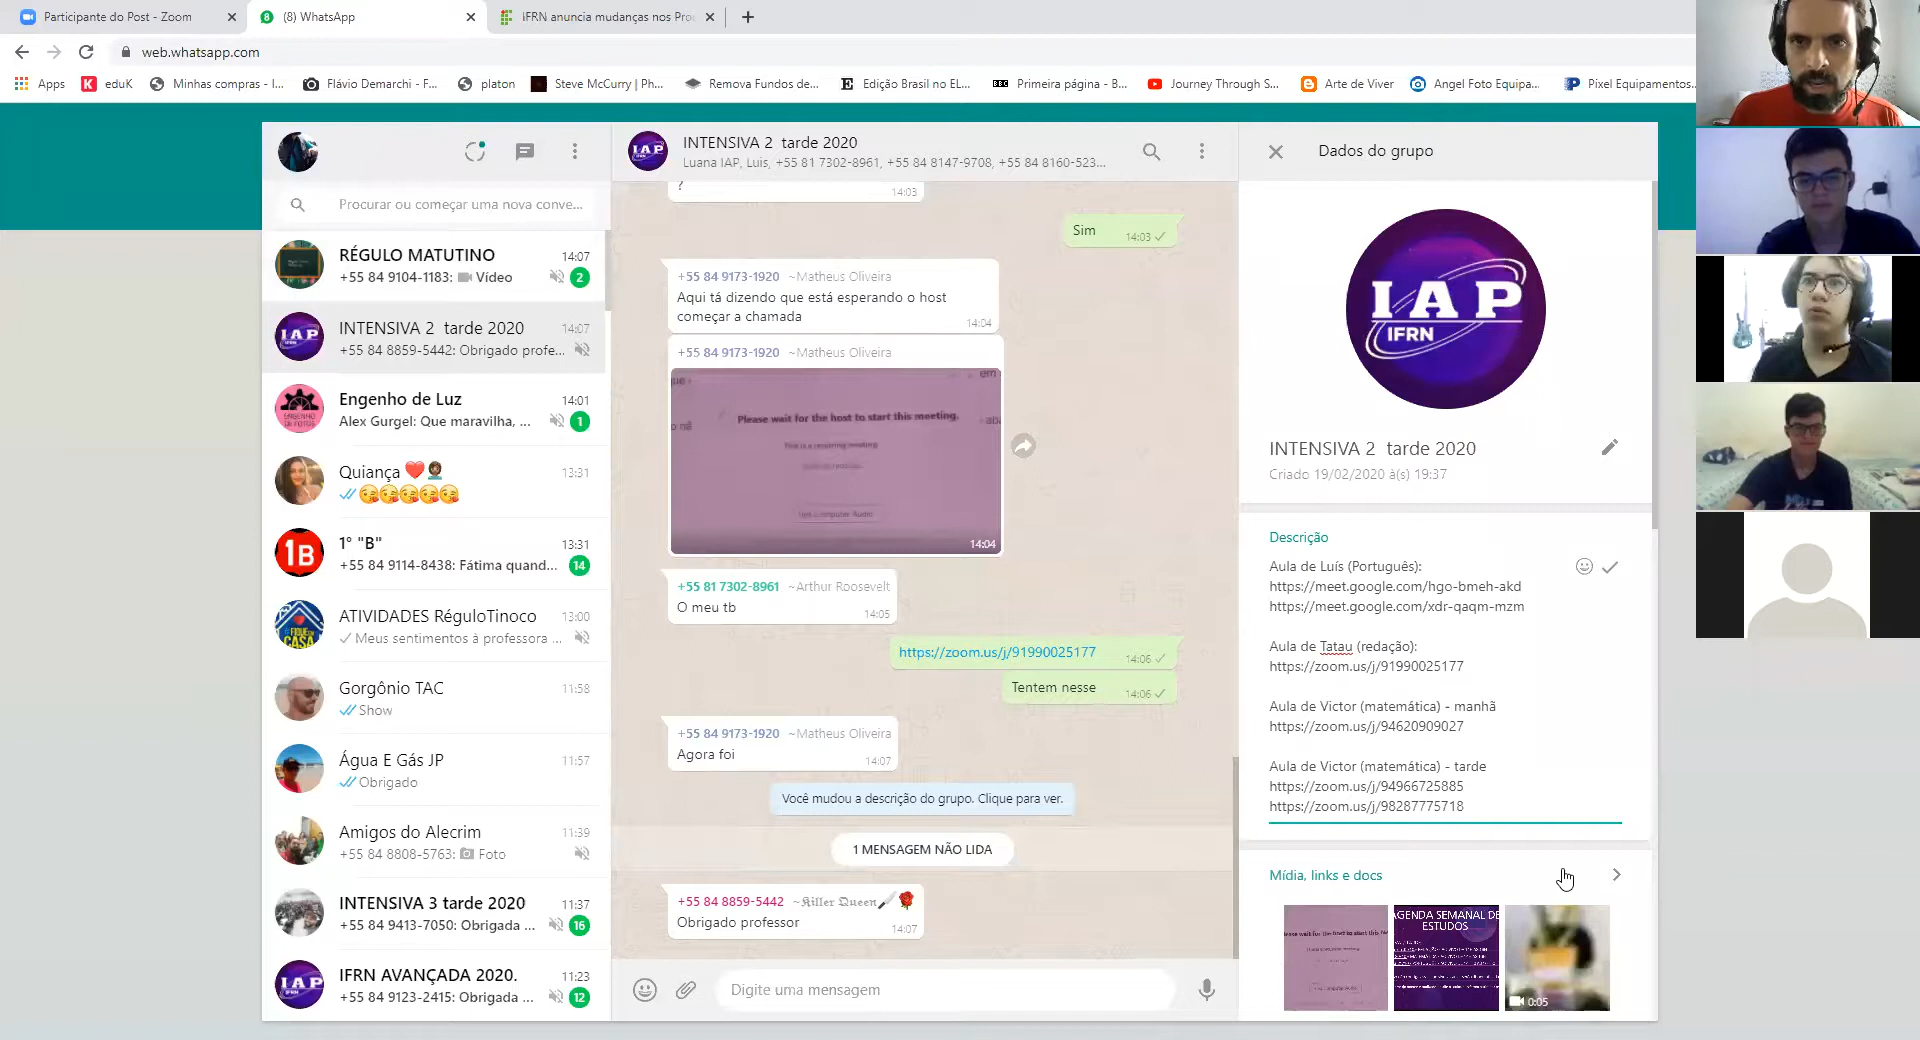 Participante do Post - Zoom
(8) WhatsApp
IFRN anuncia mudanças nos Pro
web.whatsapp.com
Apps
eduK
Minhas compras - I...
Flávio Demarchi - F...
platon
Steve McCurry | Ph...
Remova Fundos de...
Edição Brasil no EL...
BBC
Primeira página - B...
Journey Through S...
Arte de Viver
Angel Foto Equipa...
Pixel Equipamentos...
Procurar ou começar uma nova conve...
RÉGULO MATUTINO
14:07
+55 84 9104-1183: Vídeo
2
INTENSIVA 2 tarde 2020
14:07
+55 84 8859-5442: Obrigado profe...
Engenho de Luz
14:01
Alex Gurgel: Que maravilha, ...
1
Quiança ❤️👩🏾‍🦱
13:31
😘😘😘😘😘
1° "B"
13:31
+55 84 9114-8438: Fátima quand...
14
ATIVIDADES RéguloTinoco
13:00
Meus sentimentos à professora ...
Gorgônio TAC
11:58
Show
Água E Gás JP
11:57
Obrigado
Amigos do Alecrim
11:39
+55 84 8808-5763: Foto
INTENSIVA 3 tarde 2020
11:37
+55 84 9413-7050: Obrigada ...
16
IFRN AVANÇADA 2020.
11:23
+55 84 9123-2415: Obrigada ...
12
INTENSIVA 2 tarde 2020
Luana IAP, Luis, +55 81 7302-8961, +55 84 8147-9708, +55 84 8160-523...
?
14:03
Sim
14:03
+55 84 9173-1920 ~Matheus Oliveira
Aqui tá dizendo que está esperando o host
começar a chamada
14:04
+55 84 9173-1920 ~Matheus Oliveira
Please wait for the host to start this meeting.
This is a recurring meeting
Test Computer Audio
14:04
+55 81 7302-8961 ~Arthur Roosevelt
O meu tb
14:05
https://zoom.us/j/91990025177
14:06
Tentem nesse
14:06
+55 84 9173-1920 ~Matheus Oliveira
Agora foi
14:07
Você mudou a descrição do grupo. Clique para ver.
1 MENSAGEM NÃO LIDA
+55 84 8859-5442 ~𝕶iller 𝕼ueen🔪🌹
Obrigado professor
14:07
Digite uma mensagem
Dados do grupo
IAP
IFRN
INTENSIVA 2 tarde 2020
Criado 19/02/2020 à(s) 19:37
Descrição
Aula de Luís (Português):
https://meet.google.com/hgo-bmeh-akd
https://meet.google.com/xdr-qaqm-mzm
Aula de Tatau (redação):
https://zoom.us/j/91990025177
Aula de Victor (matemática) - manhã
https://zoom.us/j/94620909027
Aula de Victor (matemática) - tarde
https://zoom.us/j/94966725885
https://zoom.us/j/98287775718
Mídia, links e docs
AGENDA SEMANAL DE
ESTUDOS
0:05